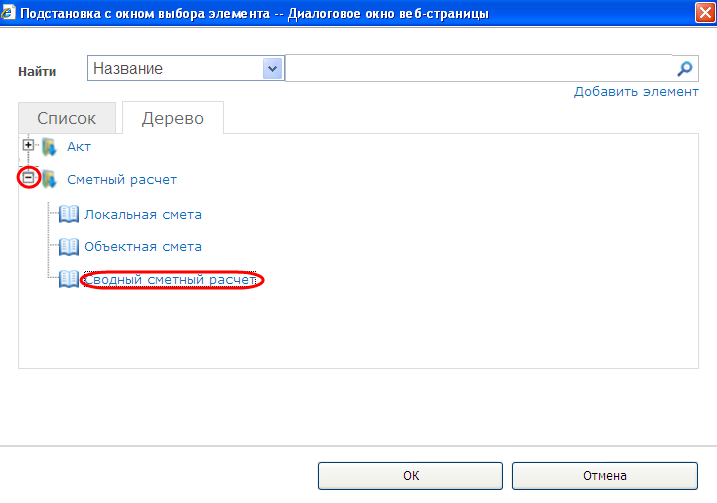 Подстановка с окном выбора элемента -- Диалоговое окно веб-страницы
Найти Название
Добавить элемент
Список Дерево
Акт
Сметный расчет
Локальная смета
Объектная смета
Сводный сметный расчет
ОК Отмена